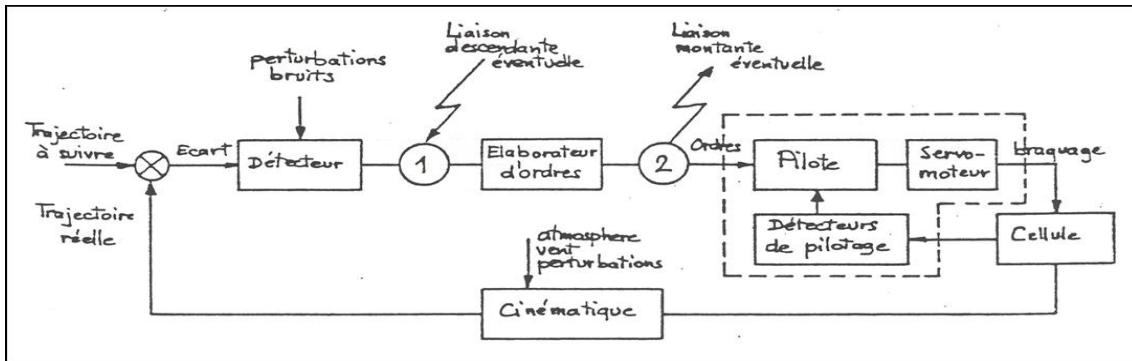 Liaison
descendante
éventuelle
Liaison
montante
éventuelle
perturbations
bruits
Trajectoire
à suivre
Ecart
Détecteur
1
Elaborateur
d'ordres
2
Ordres
Pilote
Servo-
moteur
braquage
Trajectoire
réelle
Détecteurs
de pilotage
Cellule
atmosphere
vent
perturbations
Cinématique